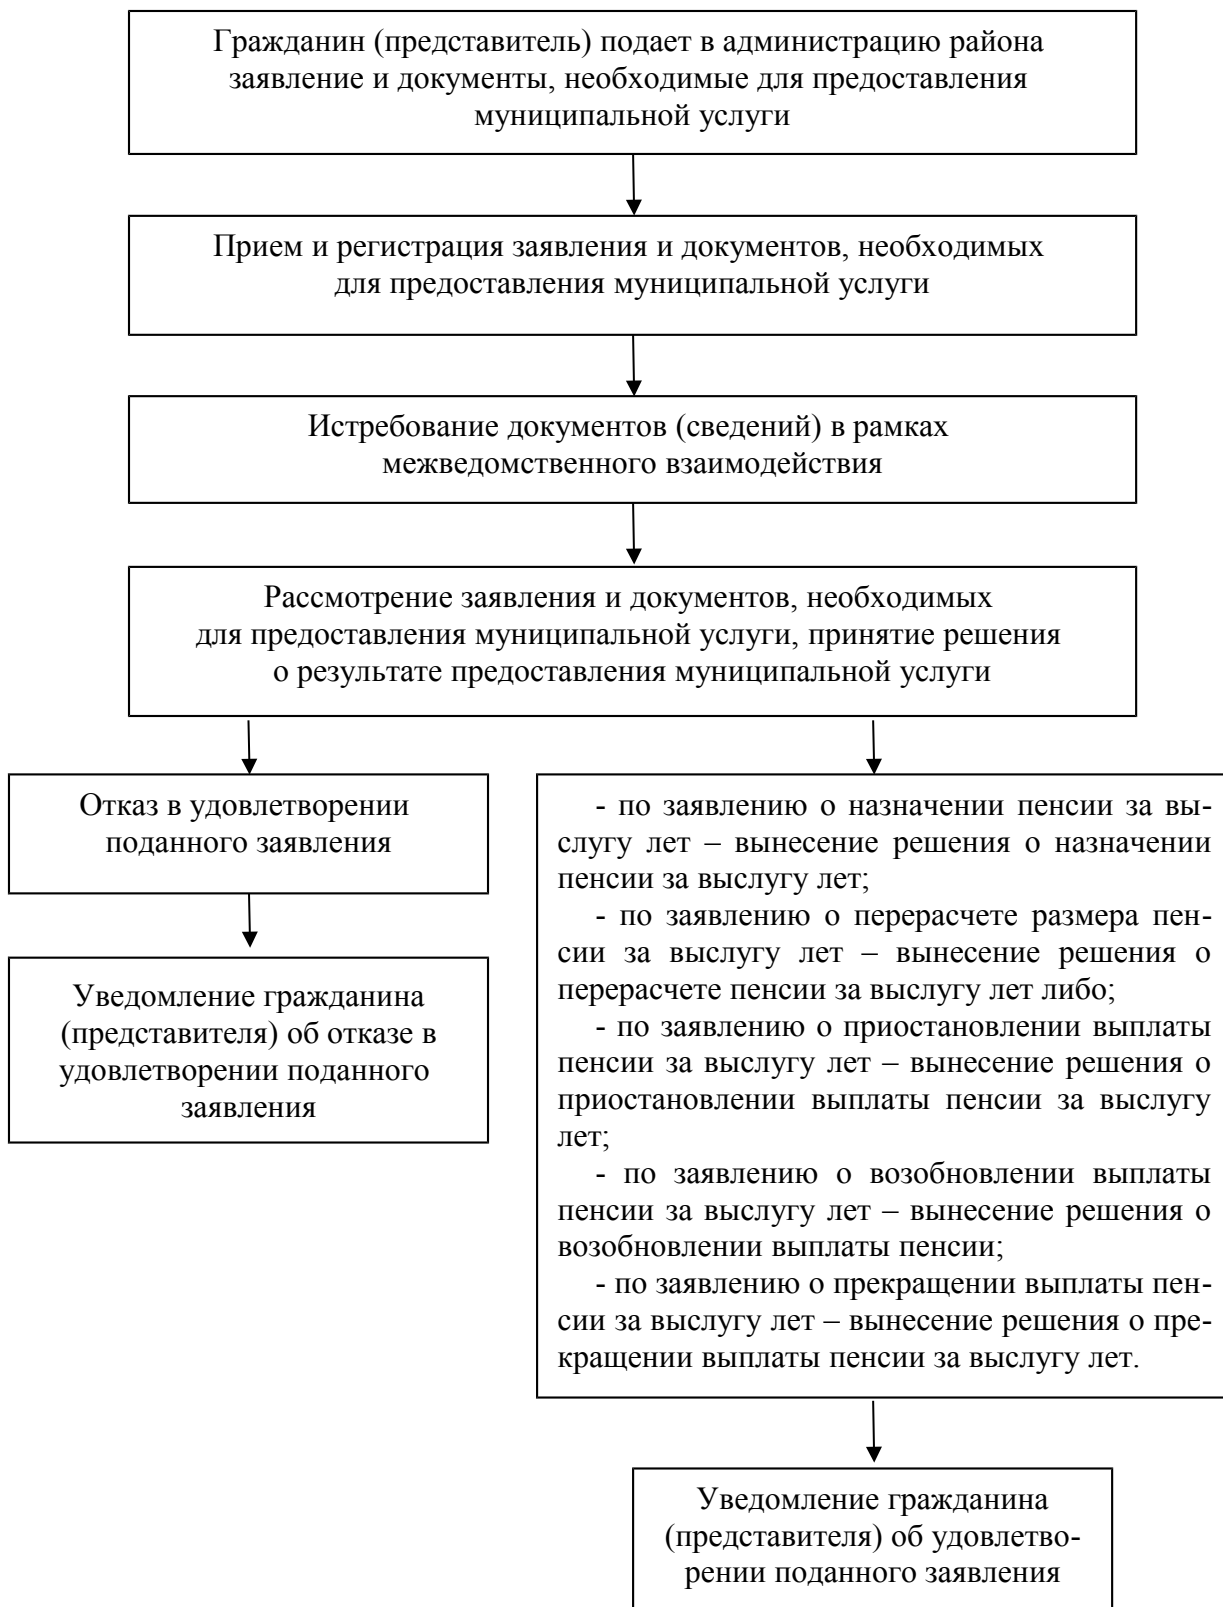 Гражданин (представитель) подает в администрацию района
заявление и документы, необходимые для предоставления
муниципальной услуги
Прием и регистрация заявления и документов, необходимых
для предоставления муниципальной услуги
Истребование документов (сведений) в рамках
межведомственного взаимодействия
Рассмотрение заявления и документов, необходимых
для предоставления муниципальной услуги, принятие решения
о результате предоставления муниципальной услуги
Отказ в удовлетворении
поданного заявления
Уведомление гражданина
(представителя) об отказе в
удовлетворении поданного
заявления
- по заявлению о назначении пенсии за вы-
слугу лет – вынесение решения о назначении
пенсии за выслугу лет;
- по заявлению о перерасчете размера пен-
сии за выслугу лет – вынесение решения о
перерасчете пенсии за выслугу лет либо;
- по заявлению о приостановлении выплаты
пенсии за выслугу лет – вынесение решения о
приостановлении выплаты пенсии за выслугу
лет;
- по заявлению о возобновлении выплаты
пенсии за выслугу лет – вынесение решения о
возобновлении выплаты пенсии;
- по заявлению о прекращении выплаты пен-
сии за выслугу лет – вынесение решения о пре-
кращении выплаты пенсии за выслугу лет.
Уведомление гражданина
(представителя) об удовлетво-
рении поданного заявления